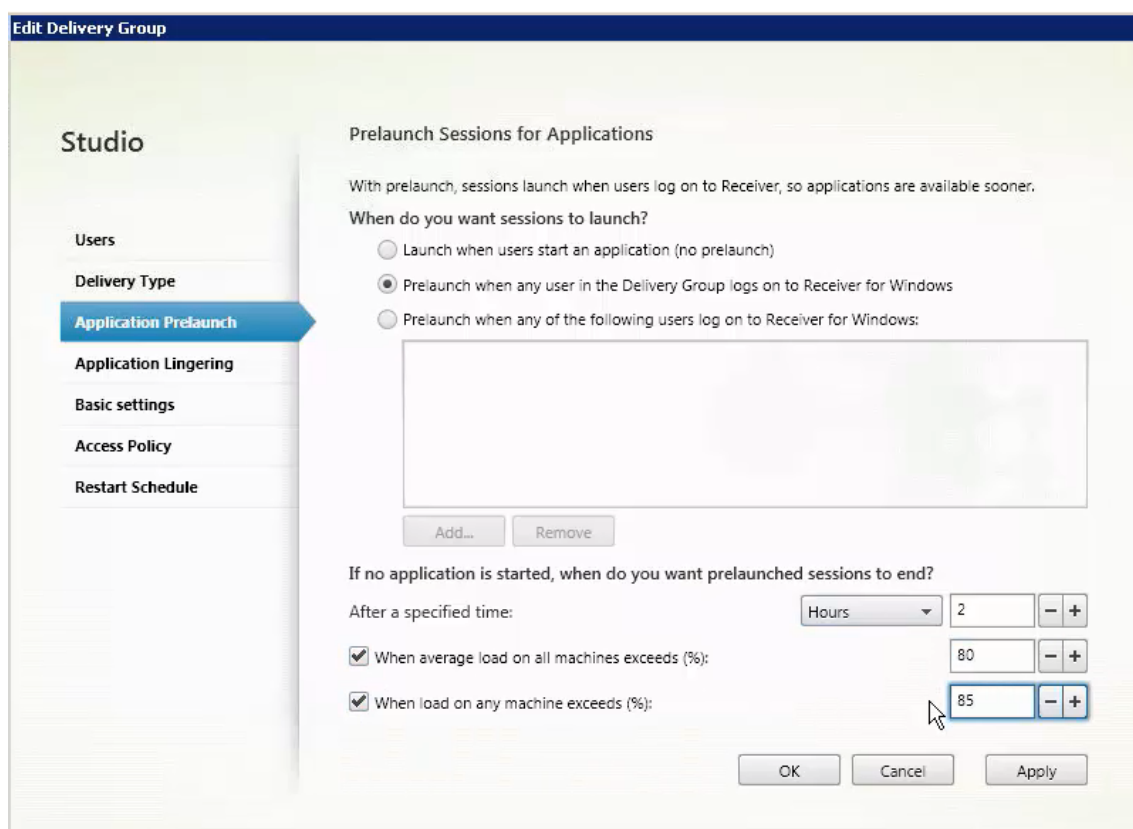 Edit Delivery Group
Studio
Users
Delivery Type
Application Prelaunch
Application Lingering
Basic settings
Access Policy
Restart Schedule
Prelaunch Sessions for Applications
With prelaunch, sessions launch when users log on to Receiver, so applications are available sooner.
When do you want sessions to launch?
Launch when users start an application (no prelaunch)
Prelaunch when any user in the Delivery Group logs on to Receiver for Windows
Prelaunch when any of the following users log on to Receiver for Windows:
Add... Remove
If no application is started, when do you want prelaunched sessions to end?
After a specified time: Hours 2 − +
When average load on all machines exceeds (%): 80 − +
When load on any machine exceeds (%): 85 − +
OK Cancel Apply